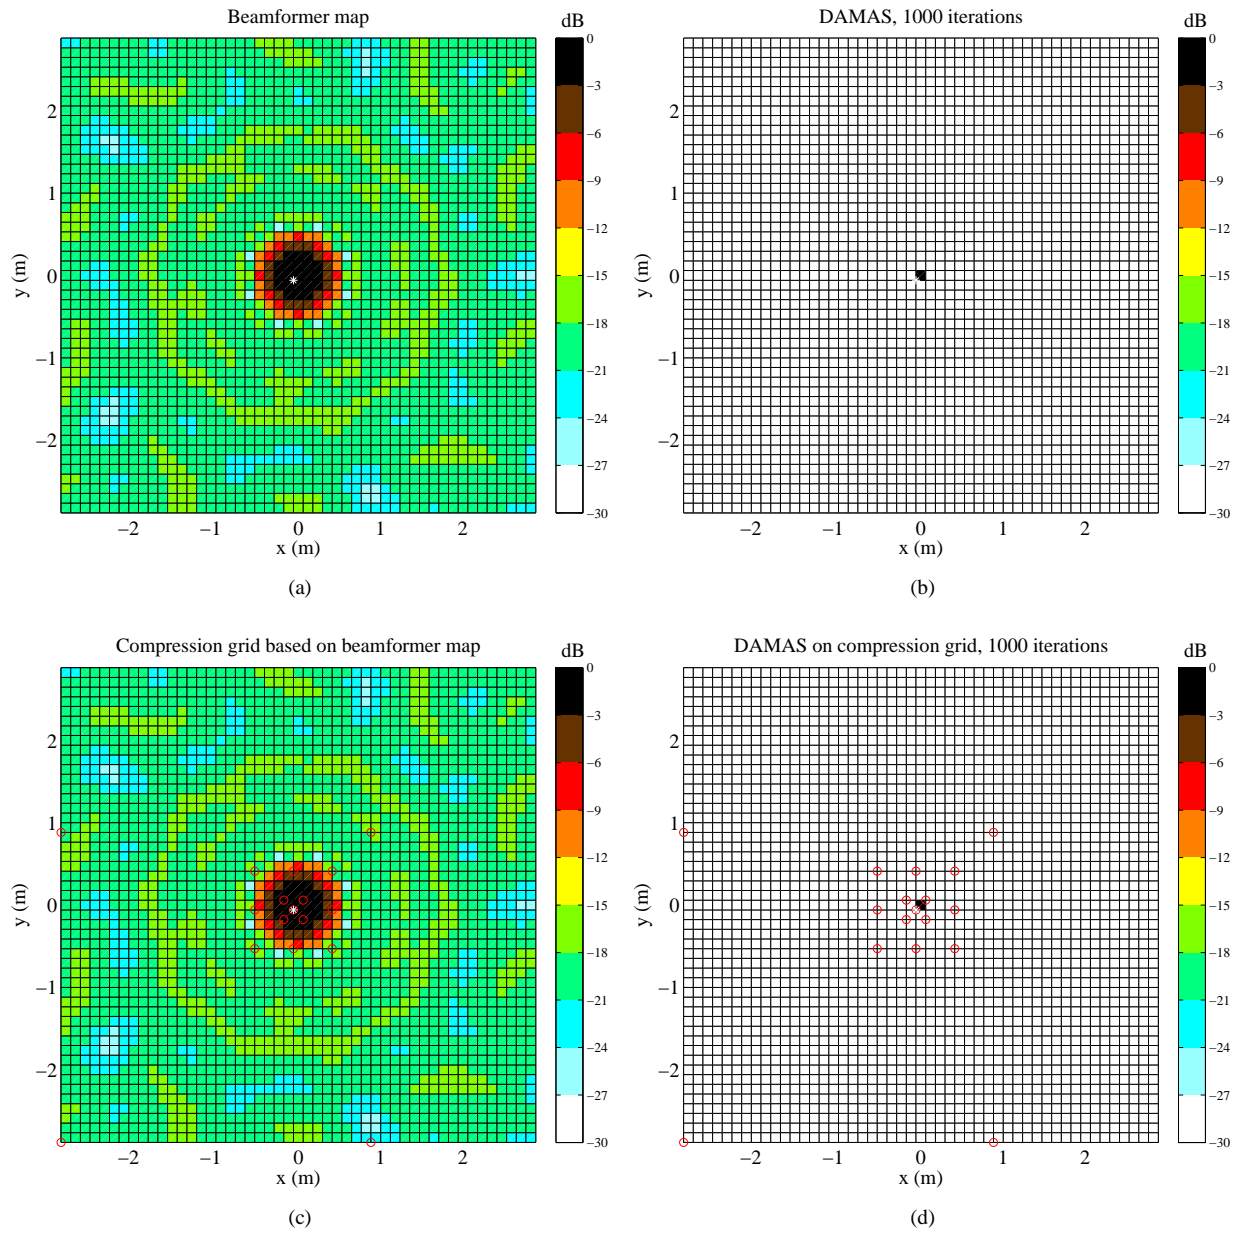 Beamformer map
dB
0
−3
−6
−9
−12
−15
−18
−21
−24
−27
−30
2
1
0
−1
−2
y (m)
−2 −1 0 1 2
x (m)
(a)
DAMAS, 1000 iterations
dB
0
−3
−6
−9
−12
−15
−18
−21
−24
−27
−30
2
1
0
−1
−2
y (m)
−2 −1 0 1 2
x (m)
(b)
Compression grid based on beamformer map
dB
0
−3
−6
−9
−12
−15
−18
−21
−24
−27
−30
2
1
0
−1
−2
y (m)
−2 −1 0 1 2
x (m)
(c)
DAMAS on compression grid, 1000 iterations
dB
0
−3
−6
−9
−12
−15
−18
−21
−24
−27
−30
2
1
0
−1
−2
y (m)
−2 −1 0 1 2
x (m)
(d)